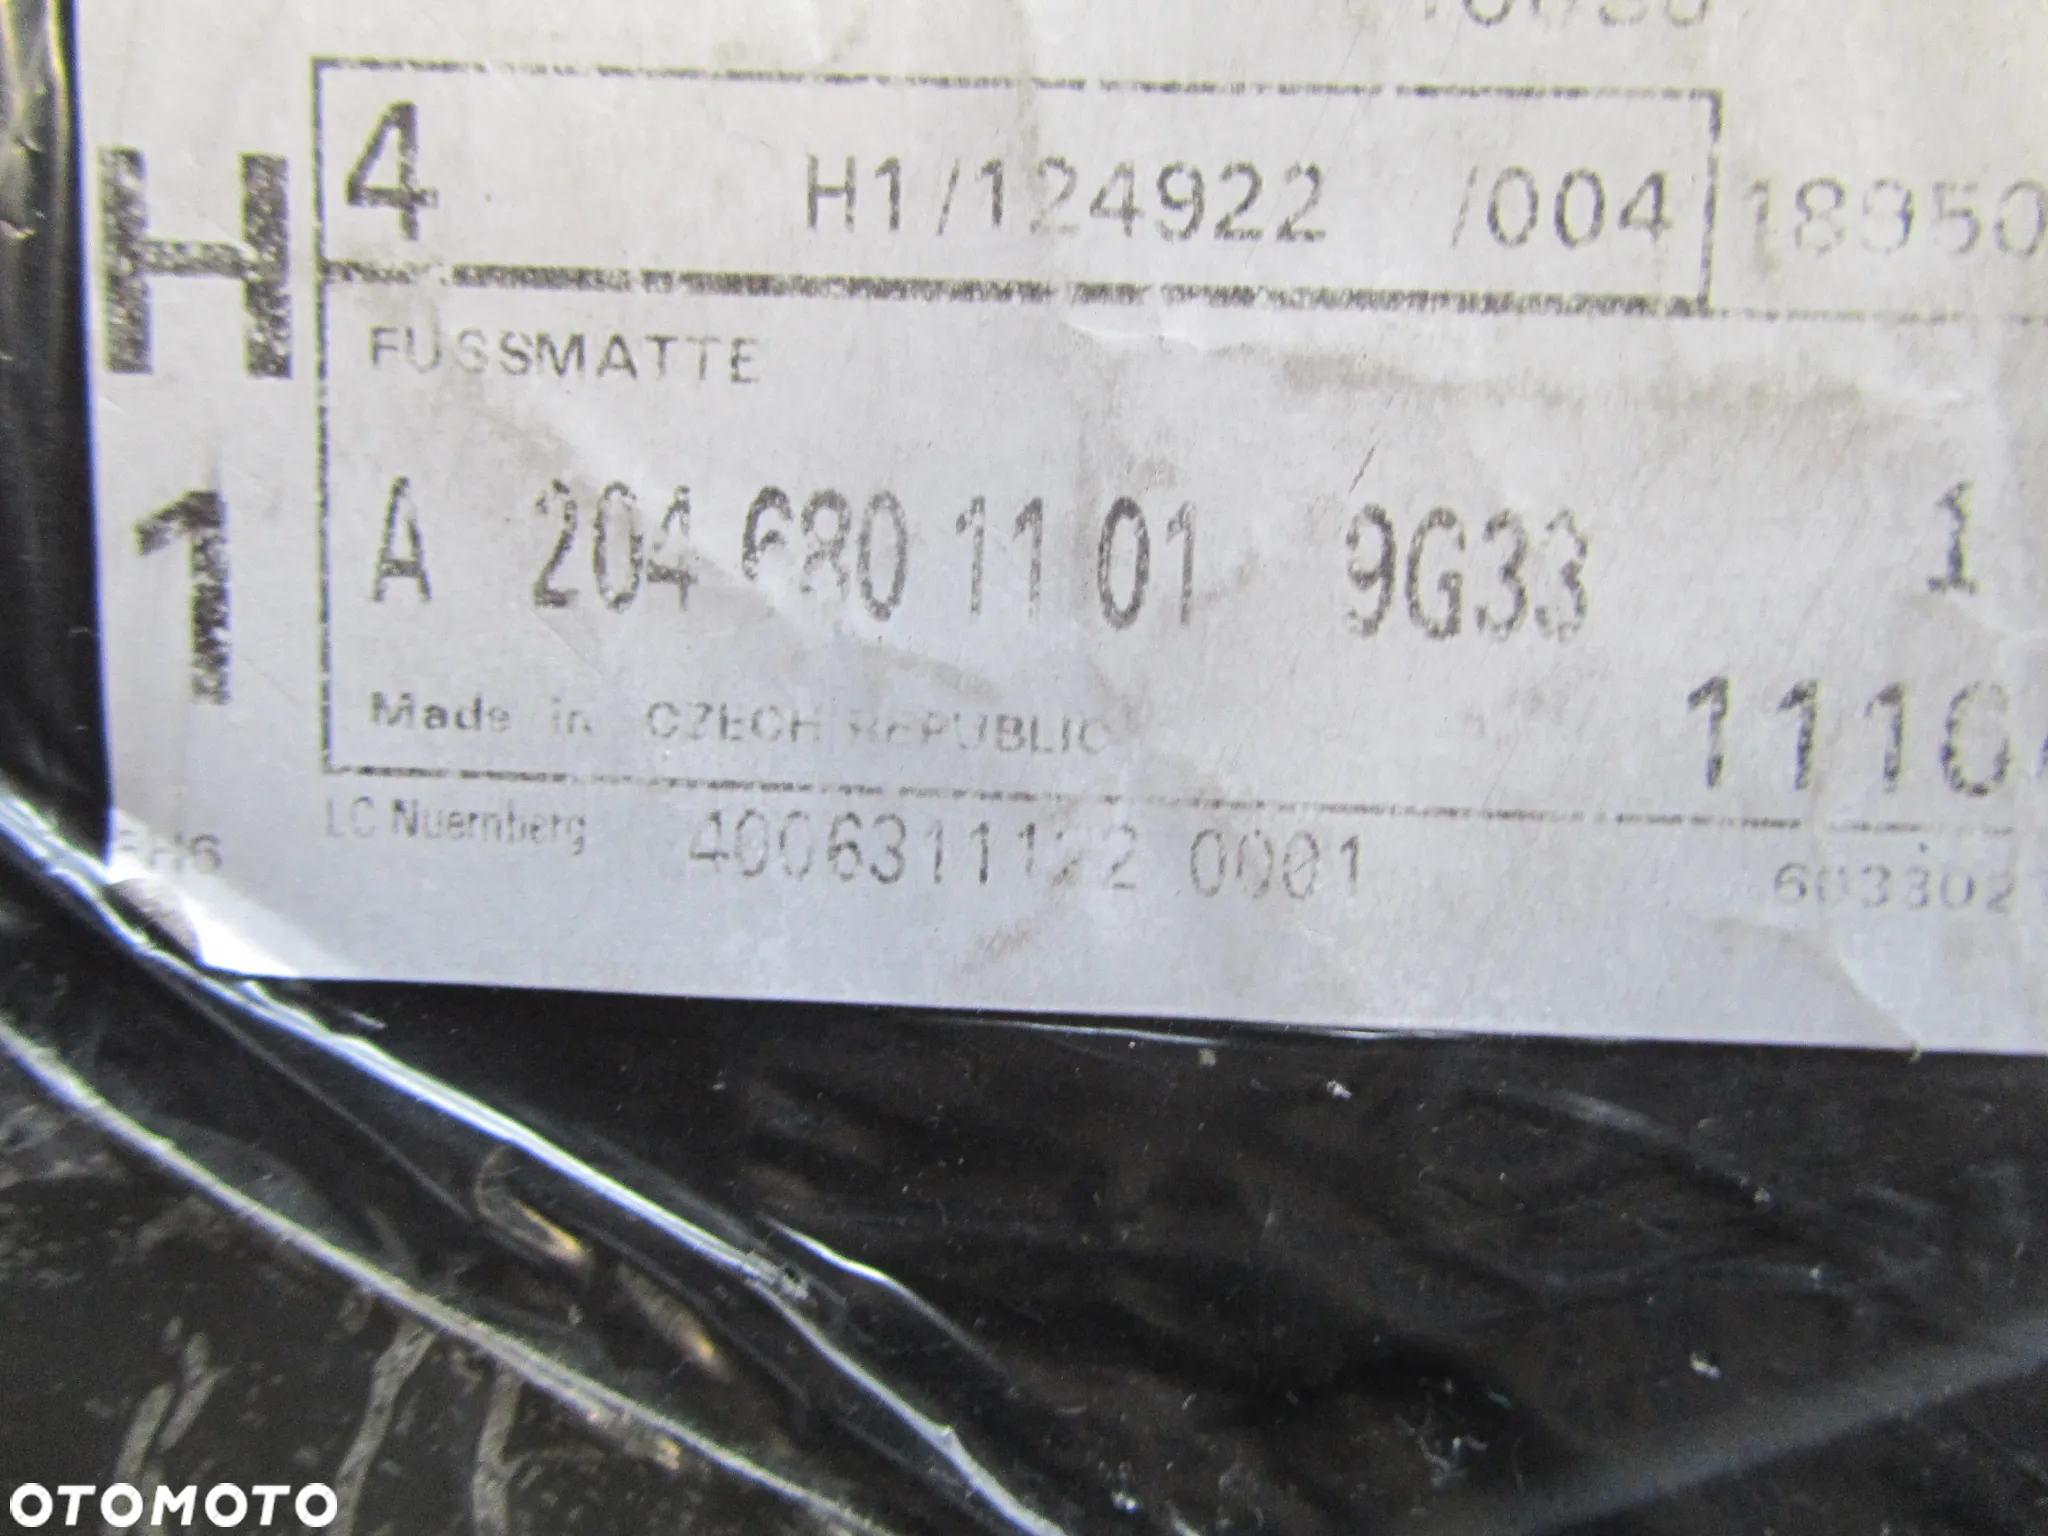 4 H1/124922 /004 18950
H
FUSSMATTE
A 204 680 11 01 9G33 1
1
Made in CZECH REPUBLIC
LC Nuernberg 4006311122 0001
OTOMOTO